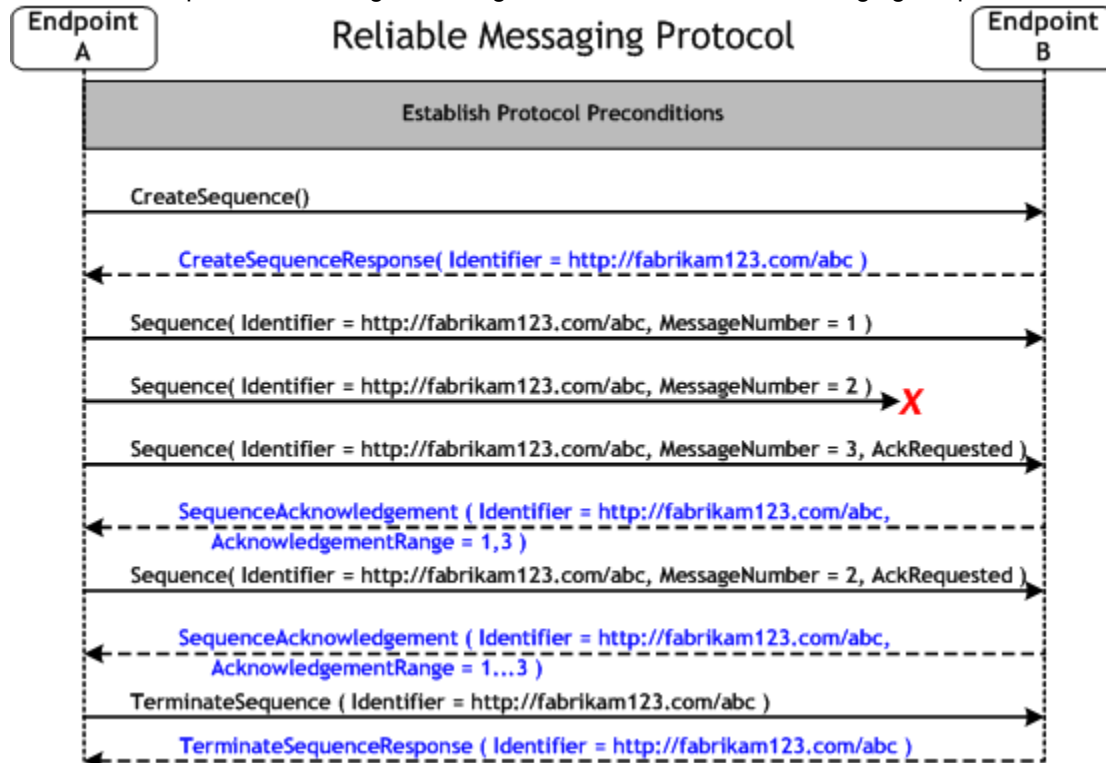 Endpoint
A
Reliable Messaging Protocol
Endpoint
B
Establish Protocol Preconditions
CreateSequence()
CreateSequenceResponse( Identifier = http://fabrikam123.com/abc )
Sequence( Identifier = http://fabrikam123.com/abc, MessageNumber = 1 )
Sequence( Identifier = http://fabrikam123.com/abc, MessageNumber = 2 )
X
Sequence( Identifier = http://fabrikam123.com/abc, MessageNumber = 3, AckRequested )
SequenceAcknowledgement ( Identifier = http://fabrikam123.com/abc,
AcknowledgementRange = 1,3 )
Sequence( Identifier = http://fabrikam123.com/abc, MessageNumber = 2, AckRequested )
SequenceAcknowledgement ( Identifier = http://fabrikam123.com/abc,
AcknowledgementRange = 1...3 )
TerminateSequence ( Identifier = http://fabrikam123.com/abc )
TerminateSequenceResponse ( Identifier = http://fabrikam123.com/abc )